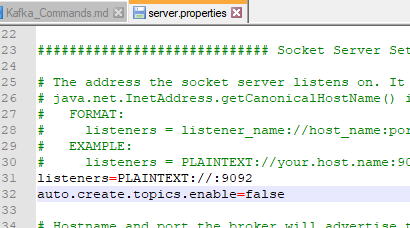 Kafka_Commands.md server.properties
22
23 ############################# Socket Server Set
24
25 # The address the socket server listens on. It
26 # java.net.InetAddress.getCanonicalHostName() i
27 #   FORMAT:
28 #     listeners = listener_name://host_name:por
29 #   EXAMPLE:
30 #     listeners = PLAINTEXT://your.host.name:90
31 listeners=PLAINTEXT://:9092
32 auto.create.topics.enable=false
33
34 # Hostname and port the broker will advertise t